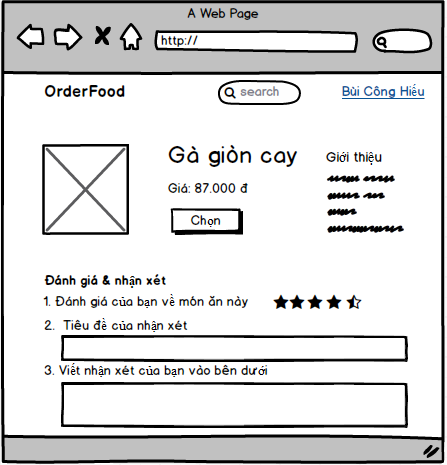 A Web Page
http://
OrderFood
search
Bùi Công Hiếu
Gà giòn cay
Giới thiệu
Giá: 87.000 đ
Chọn
Đánh giá & nhận xét
1. Đánh giá của bạn về món ăn này
2. Tiêu đề của nhận xét
3. Viết nhận xét của bạn vào bên dưới